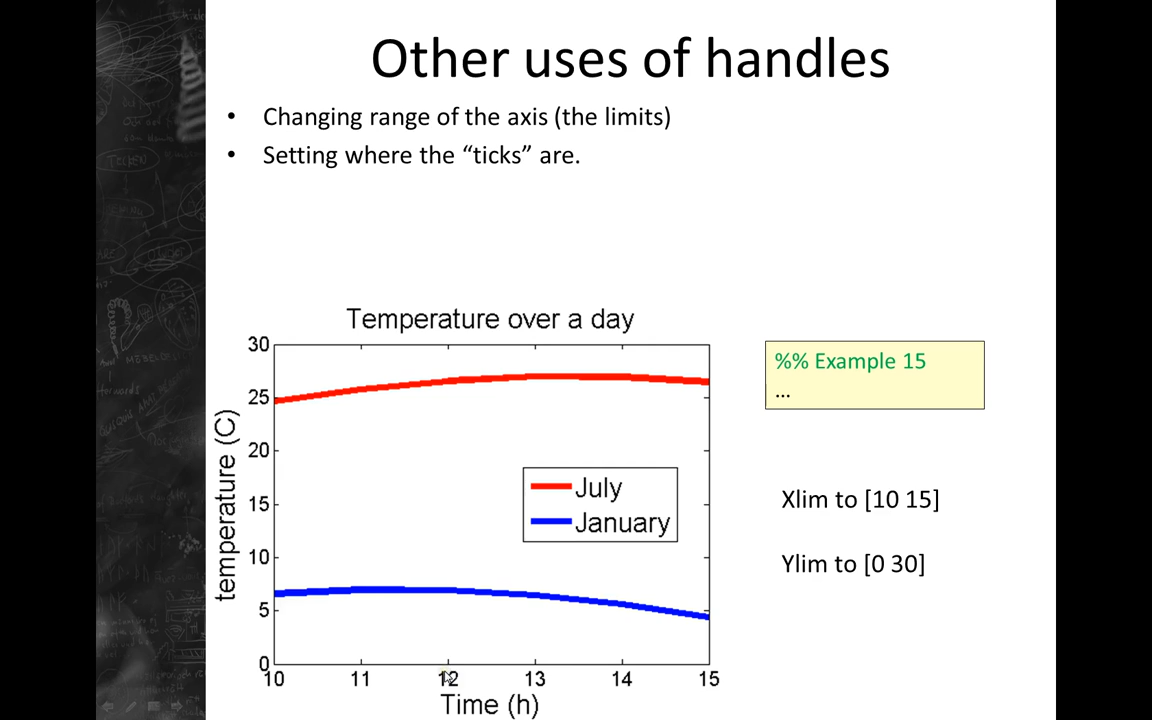 Other uses of handles
• Changing range of the axis (the limits)
• Setting where the “ticks” are.
Temperature over a day
30
25
20
15
10
5
0
temperature (C)
July
January
10 11 12 13 14 15
Time (h)
%% Example 15
...
Xlim to [10 15]
Ylim to [0 30]